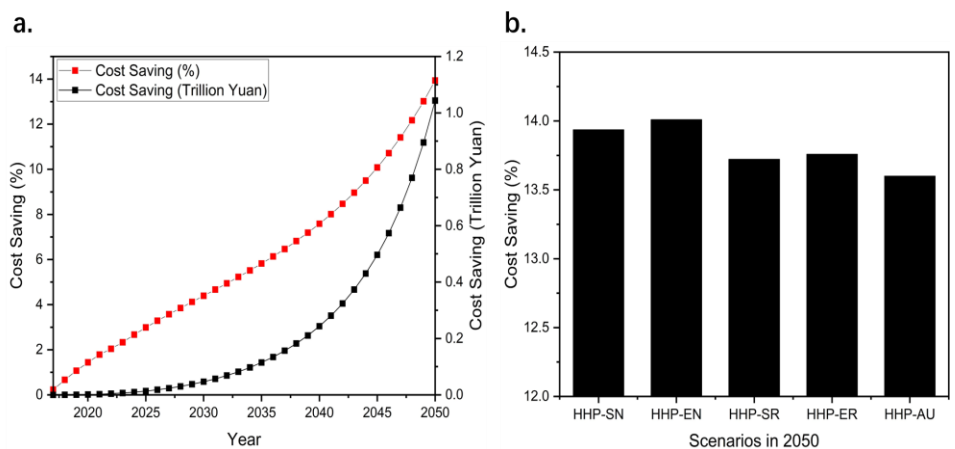 a.
Cost Saving (%)
Cost Saving (Trillion Yuan)
14
12
10
8
6
4
2
0
Cost Saving (%)
1.2
1.0
0.8
0.6
0.4
0.2
0.0
Cost Saving (Trillion Yuan)
2020 2025 2030 2035 2040 2045 2050
Year
b.
14.5
14.0
13.5
13.0
12.5
12.0
Cost Saving (%)
HHP-SN HHP-EN HHP-SR HHP-ER HHP-AU
Scenarios in 2050